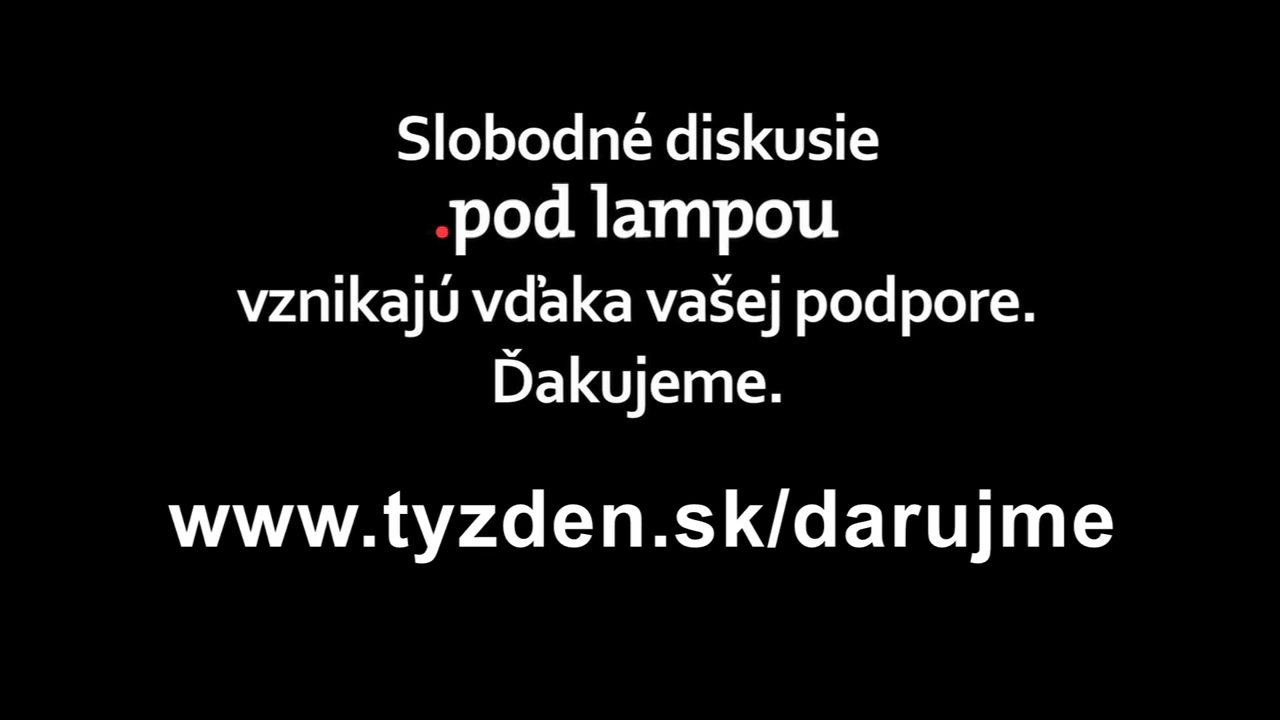 Slobodné diskusie
.pod lampou
vznikajú vďaka vašej podpore.
Ďakujeme.
www.tyzden.sk/darujme